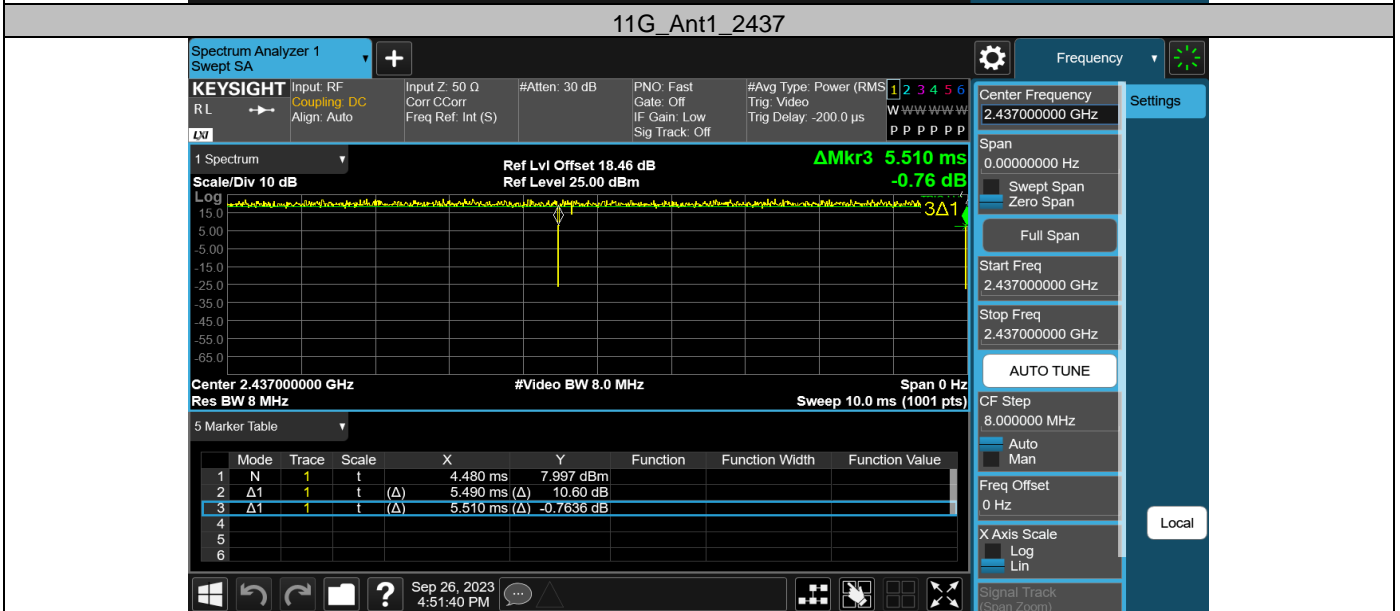 11G_Ant1_2437
Spectrum Analyzer 1
Swept SA
Frequency
KEYSIGHT
RL
LXI
Input: RF
Coupling: DC
Align: Auto
Input Z: 50 Ω
Corr CCorr
Freq Ref: Int (S)
#Atten: 30 dB
PNO: Fast
Gate: Off
IF Gain: Low
Sig Track: Off
#Avg Type: Power (RMS
Trig: Video
Trig Delay: -200.0 µs
1 2 3 4 5 6
W W W W W W
P P P P P P
1 Spectrum
Scale/Div 10 dB
Ref Lvl Offset 18.46 dB
Ref Level 25.00 dBm
ΔMkr3 5.510 ms
-0.76 dB
Log
15.0
5.00
-5.00
-15.0
-25.0
-35.0
-45.0
-55.0
-65.0
3Δ1
Center 2.437000000 GHz
#Video BW 8.0 MHz
Span 0 Hz
Res BW 8 MHz
Sweep 10.0 ms (1001 pts)
5 Marker Table
Mode Trace Scale X Y Function Function Width Function Value
1 N 1 t 4.480 ms 7.997 dBm
2 Δ1 1 t (Δ) 5.490 ms (Δ) 10.60 dB
3 Δ1 1 t (Δ) 5.510 ms (Δ) -0.7636 dB
4
5
6
Sep 26, 2023
4:51:40 PM
Center Frequency
2.437000000 GHz
Settings
Span
0.00000000 Hz
Swept Span
Zero Span
Full Span
Start Freq
2.437000000 GHz
Stop Freq
2.437000000 GHz
AUTO TUNE
CF Step
8.000000 MHz
Auto
Man
Freq Offset
0 Hz
X Axis Scale
Log
Lin
Local
Signal Track
(Span Zoom)